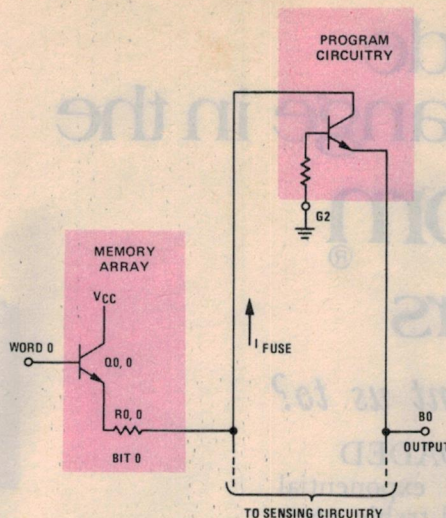 PROGRAM
CIRCUITRY
G2
MEMORY
ARRAY
VCC
WORD 0
Q0, 0
I FUSE
R0, 0
B0
BIT 0
OUTPUT
TO SENSING CIRCUITRY